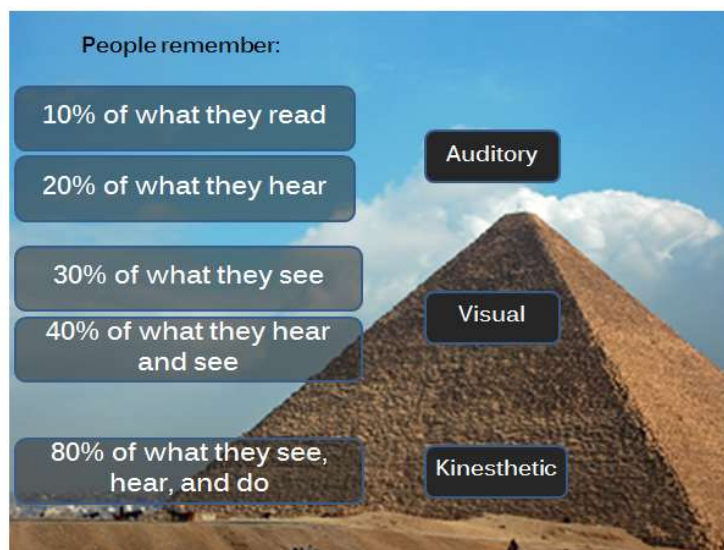 People remember:
10% of what they read
20% of what they hear
Auditory
30% of what they see
40% of what they hear
and see
Visual
80% of what they see,
hear, and do
Kinesthetic